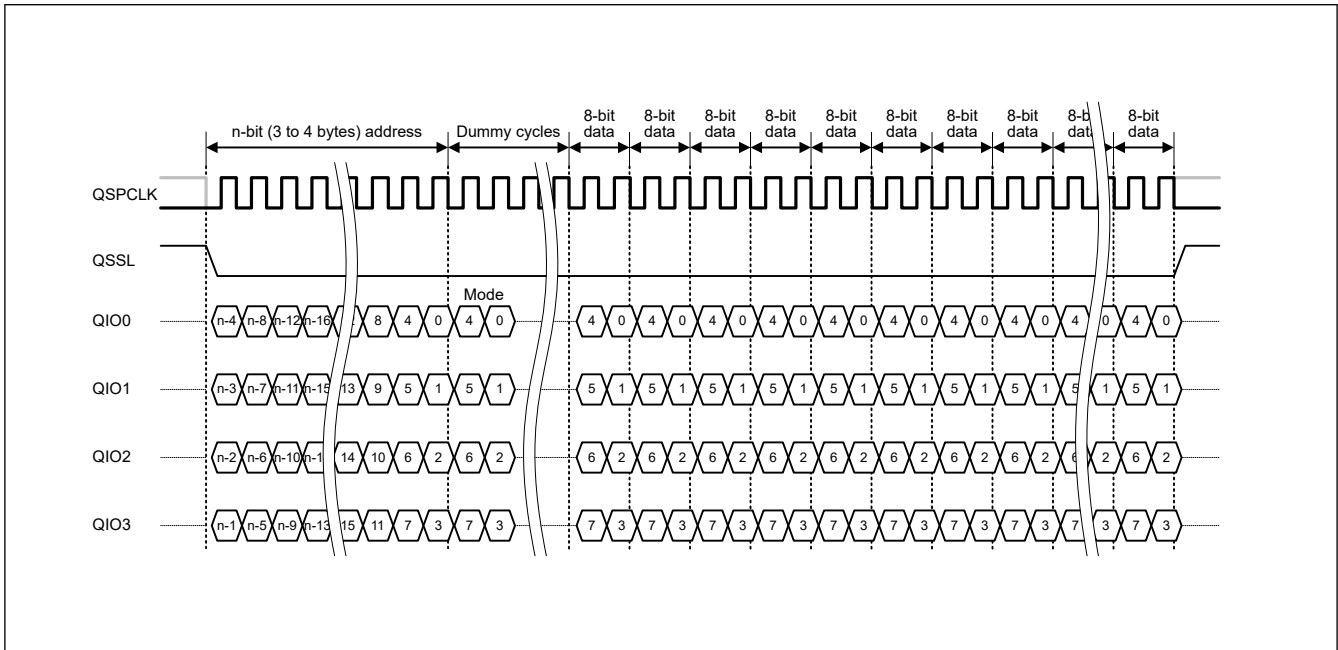 8-bit 8-bit 8-bit 8-bit 8-bit 8-bit 8-bit 8-bit 8-bit
n-bit (3 to 4 bytes) address Dummy cycles data data data data data data data data data
QSPCLK
QSSL
Mode
QIO0 n-4 n-8 n-12 n-16 8 4 0 4 0 4 0 4 0 4 0 4 0 4 0 4 0 4 0 4 0 4 0 4 0
QIO1 n-3 n-7 n-11 n-15 13 9 5 1 5 1 5 1 5 1 5 1 5 1 5 1 5 1 5 1 5 1 5 1 5 1
QIO2 n-2 n-6 n-10 14 10 6 2 6 2 6 2 6 2 6 2 6 2 6 2 6 2 6 2 6 2 6 2 6 2
QIO3 n-1 n-5 n-9 n-13 15 11 7 3 7 3 7 3 7 3 7 3 7 3 7 3 7 3 7 3 7 3 7 3 7 3